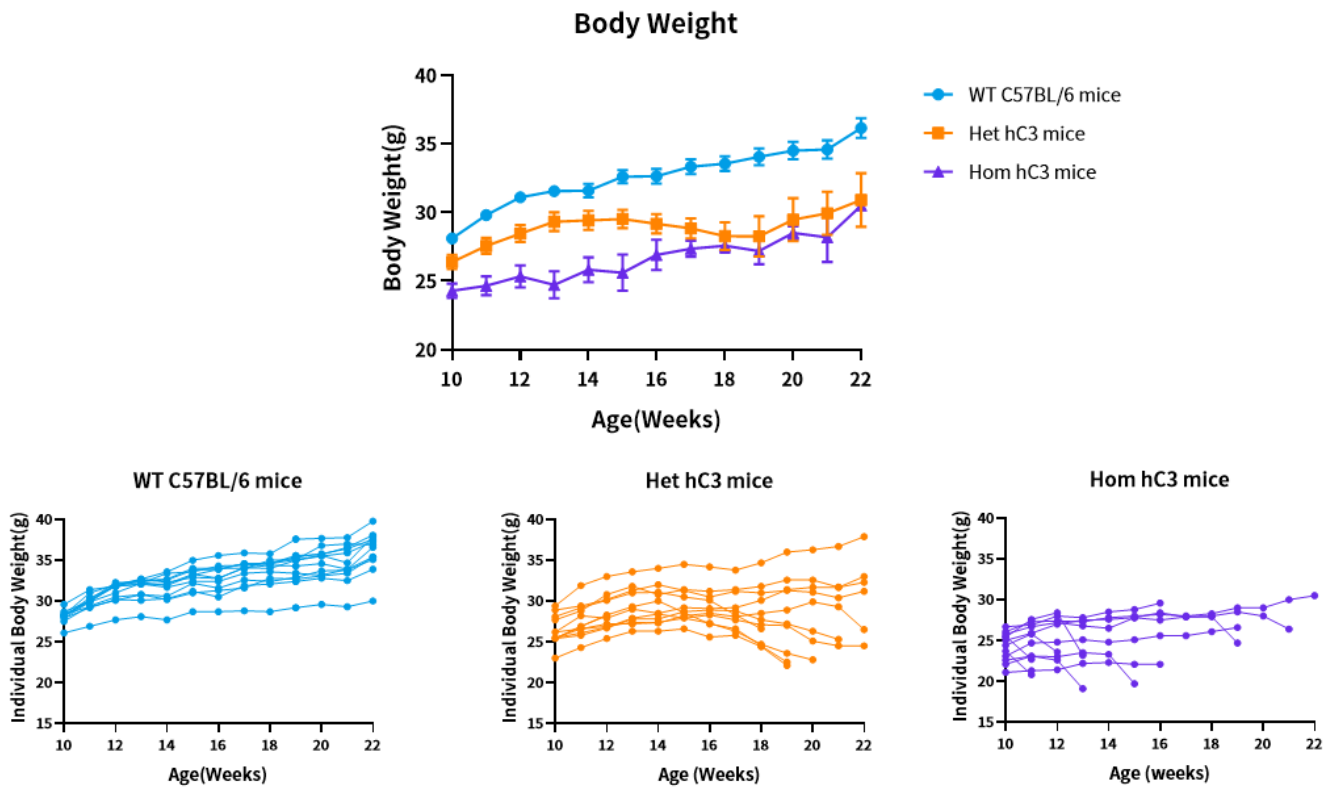 Body Weight
40
35
30
25
20
Body Weight(g)
10 12 14 16 18 20 22
Age(Weeks)
WT C57BL/6 mice
Het hC3 mice
Hom hC3 mice
WT C57BL/6 mice
40
35
30
25
20
15
Individual Body Weight(g)
10 12 14 16 18 20 22
Age(Weeks)
Het hC3 mice
40
35
30
25
20
15
Individual Body Weight(g)
10 12 14 16 18 20 22
Age (Weeks)
Hom hC3 mice
40
35
30
25
20
15
Individual Body Weight(g)
10 12 14 16 18 20 22
Age (weeks)